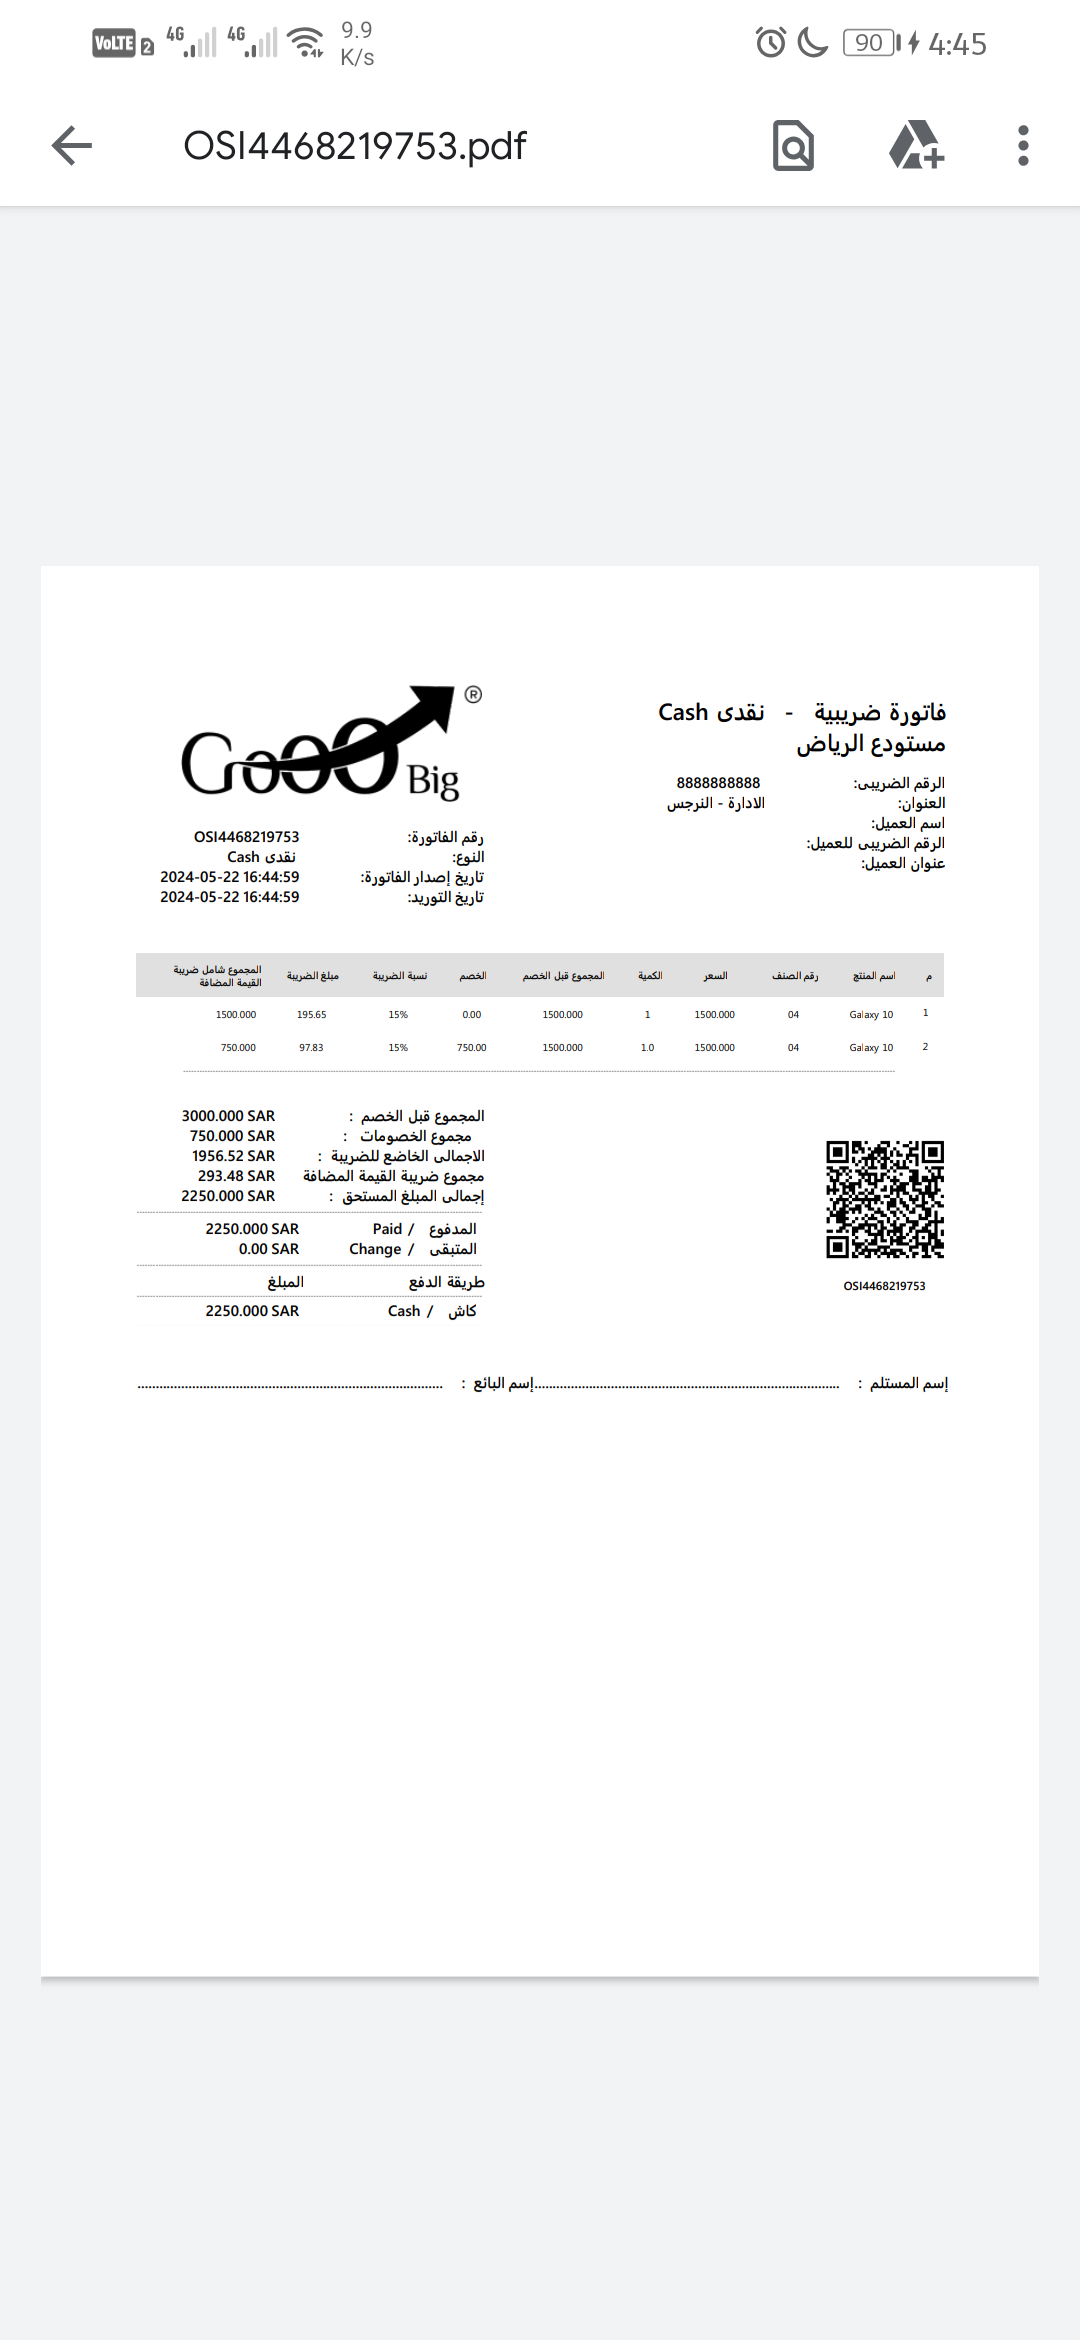 VoLTE 2 4G 4G 9.9 K/s 90 4:45
OSI4468219753.pdf
GoOO Big ®
فاتورة ضريبية - نقدى Cash
مستودع الرياض
الرقم الضريبى: 8888888888
العنوان: الادارة - النرجس
اسم العميل:
الرقم الضريبى للعميل:
عنوان العميل:
رقم الفاتورة: OSI4468219753
النوع: نقدى Cash
تاريخ إصدار الفاتورة: 2024-05-22 16:44:59
تاريخ التوريد: 2024-05-22 16:44:59
م اسم المنتج رقم الصنف السعر الكمية المجموع قبل الخصم الخصم نسبة الضريبة مبلغ الضريبة المجموع شامل ضريبة القيمة المضافة
1 Galaxy 10 04 1500.000 1 1500.000 0.00 15% 195.65 1500.000
2 Galaxy 10 04 1500.000 1.0 1500.000 750.00 15% 97.83 750.000
المجموع قبل الخصم : 3000.000 SAR
مجموع الخصومات : 750.000 SAR
الاجمالى الخاضع للضريبة : 1956.52 SAR
مجموع ضريبة القيمة المضافة 293.48 SAR
إجمالى المبلغ المستحق : 2250.000 SAR
المدفوع / Paid 2250.000 SAR
المتبقى / Change 0.00 SAR
طريقة الدفع المبلغ
كاش / Cash 2250.000 SAR
OSI4468219753
إسم المستلم : ....................إسم البائع : ....................